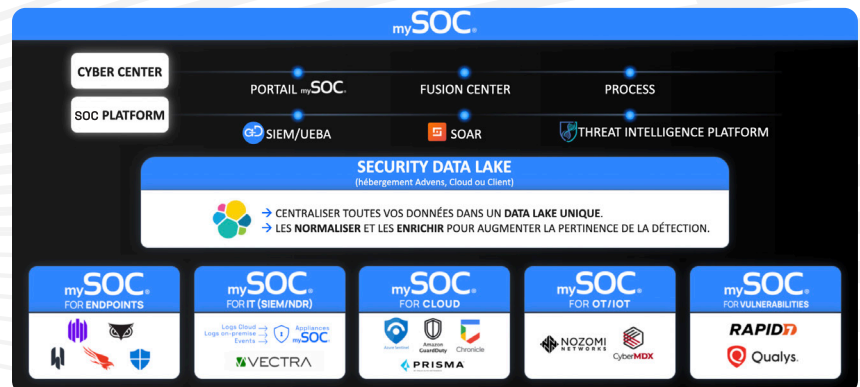 mySOC.
CYBER CENTER
PORTAIL mySOC.
FUSION CENTER
PROCESS
SOC PLATFORM
SIEM/UEBA
SOAR
THREAT INTELLIGENCE PLATFORM
SECURITY DATA LAKE
(hébergement Advens, Cloud ou Client)
→ CENTRALISER TOUTES VOS DONNÉES DANS UN DATA LAKE UNIQUE.
→ LES NORMALISER ET LES ENRICHIR POUR AUGMENTER LA PERTINENCE DE LA DÉTECTION.
mySOC.
FOR ENDPOINTS
mySOC.
FOR IT (SIEM/NDR)
Logs Cloud →
Logs on-premise →
Events →
Appliances
mySOC.
VECTRA
mySOC.
FOR CLOUD
Azure Sentinel
Amazon
GuardDuty
Chronicle
PRISMA
mySOC.
FOR OT/IOT
NOZOMI
NETWORKS
CyberMDX
mySOC.
FOR VULNERABILITIES
RAPID7
Qualys.